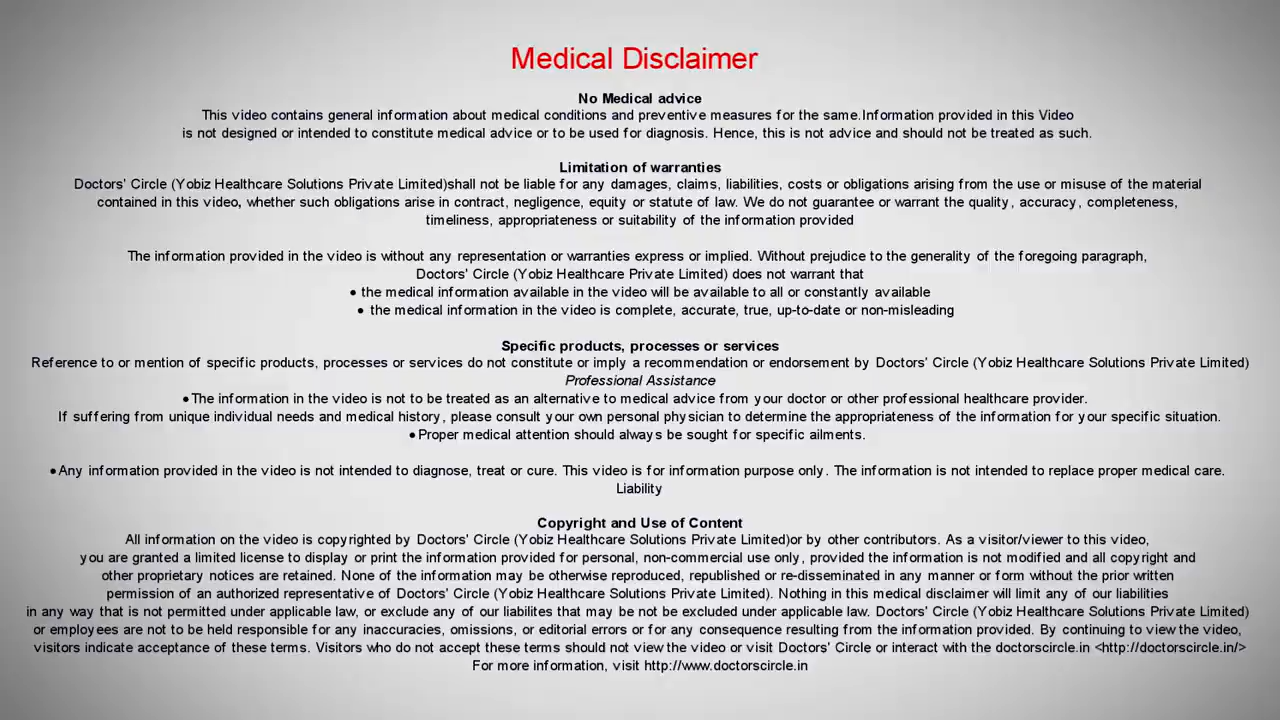 Medical Disclaimer
No Medical advice
This video contains general information about medical conditions and preventive measures for the same.Information provided in this Video
is not designed or intended to constitute medical advice or to be used for diagnosis. Hence, this is not advice and should not be treated as such.
Limitation of warranties
Doctors' Circle (Yobiz Healthcare Solutions Private Limited)shall not be liable for any damages, claims, liabilities, costs or obligations arising from the use or misuse of the material
contained in this video, whether such obligations arise in contract, negligence, equity or statute of law. We do not guarantee or warrant the quality, accuracy, completeness,
timeliness, appropriateness or suitability of the information provided
The information provided in the video is without any representation or warranties express or implied. Without prejudice to the generality of the foregoing paragraph,
Doctors' Circle (Yobiz Healthcare Private Limited) does not warrant that
● the medical information available in the video will be available to all or constantly available
● the medical information in the video is complete, accurate, true, up-to-date or non-misleading
Specific products, processes or services
Reference to or mention of specific products, processes or services do not constitute or imply a recommendation or endorsement by Doctors' Circle (Yobiz Healthcare Solutions Private Limited)
Professional Assistance
●The information in the video is not to be treated as an alternative to medical advice from your doctor or other professional healthcare provider.
If suffering from unique individual needs and medical history, please consult your own personal physician to determine the appropriateness of the information for your specific situation.
●Proper medical attention should always be sought for specific ailments.
●Any information provided in the video is not intended to diagnose, treat or cure. This video is for information purpose only. The information is not intended to replace proper medical care.
Liability
Copyright and Use of Content
All information on the video is copyrighted by Doctors' Circle (Yobiz Healthcare Solutions Private Limited)or by other contributors. As a visitor/viewer to this video,
you are granted a limited license to display or print the information provided for personal, non-commercial use only, provided the information is not modified and all copyright and
other proprietary notices are retained. None of the information may be otherwise reproduced, republished or re-disseminated in any manner or form without the prior written
permission of an authorized representative of Doctors' Circle (Yobiz Healthcare Solutions Private Limited). Nothing in this medical disclaimer will limit any of our liabilities
in any way that is not permitted under applicable law, or exclude any of our liabilites that may be not be excluded under applicable law. Doctors' Circle (Yobiz Healthcare Solutions Private Limited)
or employees are not to be held responsible for any inaccuracies, omissions, or editorial errors or for any consequence resulting from the information provided. By continuing to view the video,
visitors indicate acceptance of these terms. Visitors who do not accept these terms should not view the video or visit Doctors' Circle or interact with the doctorscircle.in <http://doctorscircle.in/>
For more information, visit http://www.doctorscircle.in